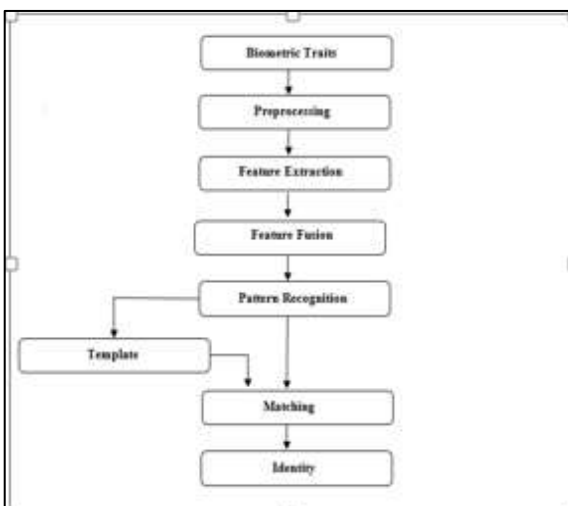 Biometric Traits
Preprocessing
Feature Extraction
Feature Fusion
Pattern Recognition
Template
Matching
Identity